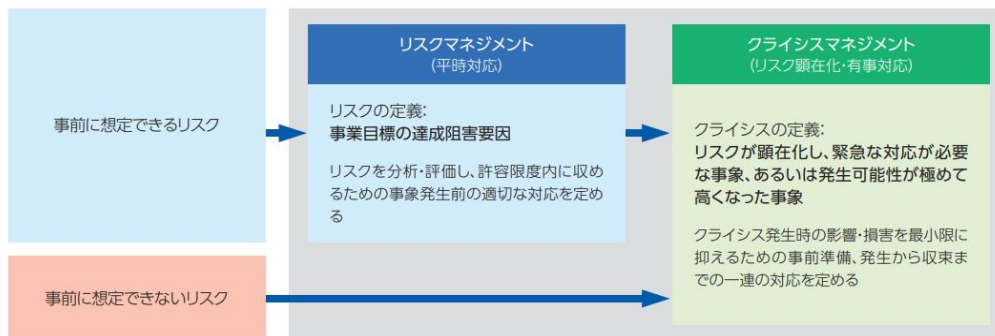 事前に想定できるリスク
リスクマネジメント
(平時対応)
リスクの定義:
事業目標の達成阻害要因
リスクを分析・評価し、許容限度内に収め
るための事象発生前の適切な対応を定め
る
クライシスマネジメント
(リスク顕在化・有事対応)
クライシスの定義:
リスクが顕在化し、緊急な対応が必要
な事象、あるいは発生可能性が極めて
高くなった事象
クライシス発生時の影響・損害を最小限に
抑えるための事前準備、発生から収束ま
での一連の対応を定める
事前に想定できないリスク